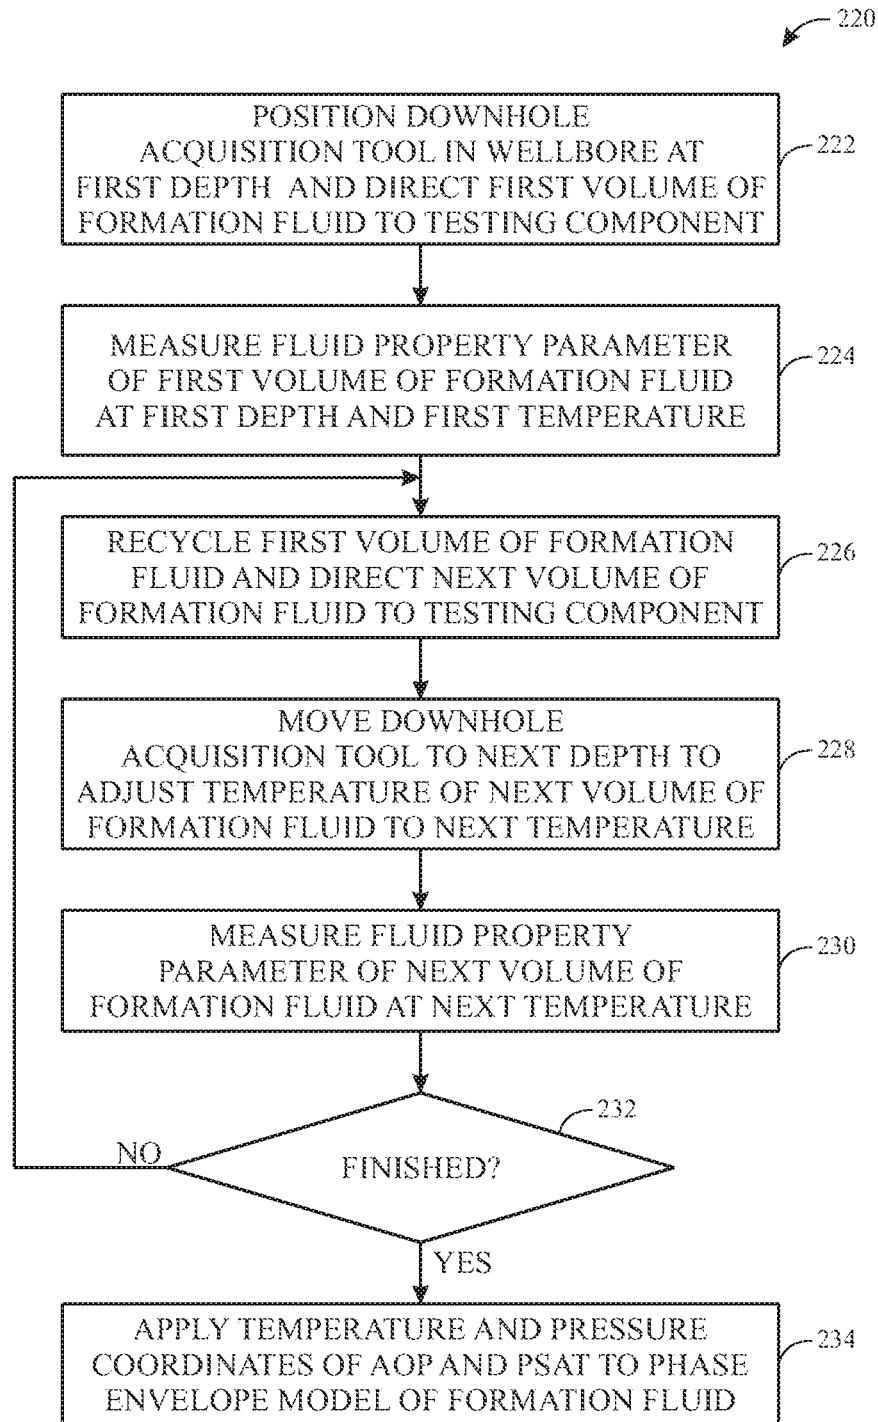 220
POSITION DOWNHOLE
ACQUISITION TOOL IN WELLBORE AT
FIRST DEPTH AND DIRECT FIRST VOLUME OF
FORMATION FLUID TO TESTING COMPONENT
222
MEASURE FLUID PROPERTY PARAMETER
OF FIRST VOLUME OF FORMATION FLUID
AT FIRST DEPTH AND FIRST TEMPERATURE
224
RECYCLE FIRST VOLUME OF FORMATION
FLUID AND DIRECT NEXT VOLUME OF
FORMATION FLUID TO TESTING COMPONENT
226
MOVE DOWNHOLE
ACQUISITION TOOL TO NEXT DEPTH TO
ADJUST TEMPERATURE OF NEXT VOLUME OF
FORMATION FLUID TO NEXT TEMPERATURE
228
MEASURE FLUID PROPERTY
PARAMETER OF NEXT VOLUME OF
FORMATION FLUID AT NEXT TEMPERATURE
230
232
NO
FINISHED?
YES
APPLY TEMPERATURE AND PRESSURE
COORDINATES OF AOP AND PSAT TO PHASE
ENVELOPE MODEL OF FORMATION FLUID
234